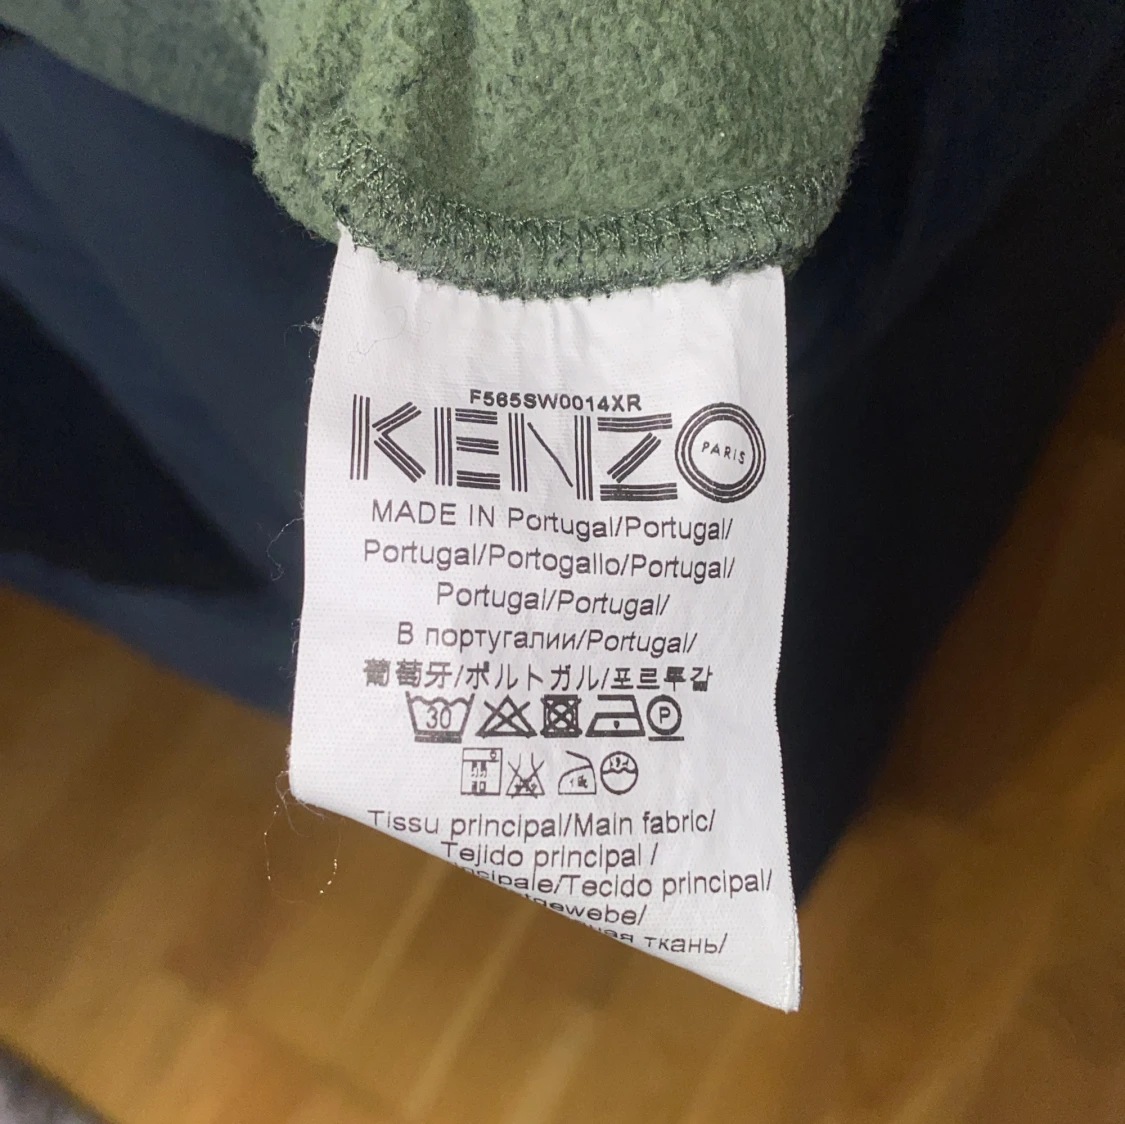 F565SW0014XR
KENZO PARIS
MADE IN Portugal/Portugal/
Portugal/Portogallo/Portugal/
Portugal/Portugal/
В португалии/Portugal/
葡萄牙/ポルトガル/포르투갈
30 P
Tissu principal/Main fabric/
Tejido principal /
/Tecido principal/
ткань/